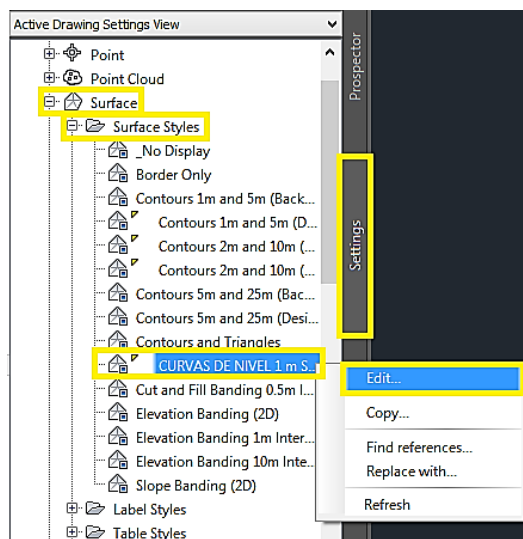 Active Drawing Settings View
Point
Point Cloud
Surface
Surface Styles
_No Display
Border Only
Contours 1m and 5m (Back...
Contours 1m and 5m (D...
Contours 2m and 10m (...
Contours 2m and 10m (...
Contours 5m and 25m (Bac...
Contours 5m and 25m (Desi...
Contours and Triangles
CURVAS DE NIVEL 1 m S...
Cut and Fill Banding 0.5m I...
Elevation Banding (2D)
Elevation Banding 1m Inter...
Elevation Banding 10m Inte...
Slope Banding (2D)
Label Styles
Table Styles
Prospector
Settings
Edit...
Copy...
Find references...
Replace with...
Refresh